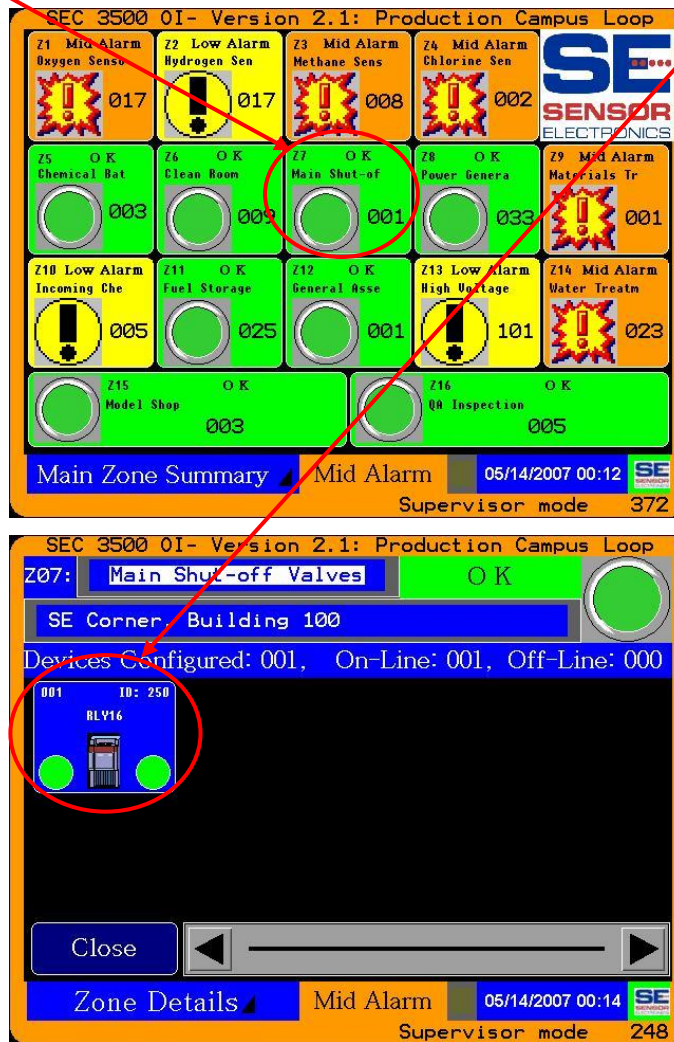 SEC 3500 OI- Version 2.1: Production Campus Loop
Z1 Mid Alarm
Oxygen Senso
017
Z2 Low Alarm
Hydrogen Sen
017
Z3 Mid Alarm
Methane Sens
008
Z4 Mid Alarm
Chlorine Sen
002
SE
SENSOR
ELECTRONICS
Z5 OK
Chemical Bat
003
Z6 OK
Clean Room
009
Z7 OK
Main Shut-of
001
Z8 OK
Power Genera
033
Z9 Mid Alarm
Materials Tr
001
Z10 Low Alarm
Incoming Che
005
Z11 OK
Fuel Storage
025
Z12 OK
General Asse
001
Z13 Low Alarm
High Voltage
101
Z14 Mid Alarm
Water Treatm
023
Z15 OK
Model Shop
003
Z16 OK
QA Inspection
005
Main Zone Summary Mid Alarm 05/14/2007 00:12 SE
SENSOR
Supervisor mode 372
SEC 3500 OI- Version 2.1: Production Campus Loop
Z07: Main Shut-off Valves OK
SE Corner, Building 100
Devices Configured: 001, On-Line: 001, Off-Line: 000
001 ID: 250
RLY16
Close
Zone Details Mid Alarm 05/14/2007 00:14 SE
SENSOR
Supervisor mode 248